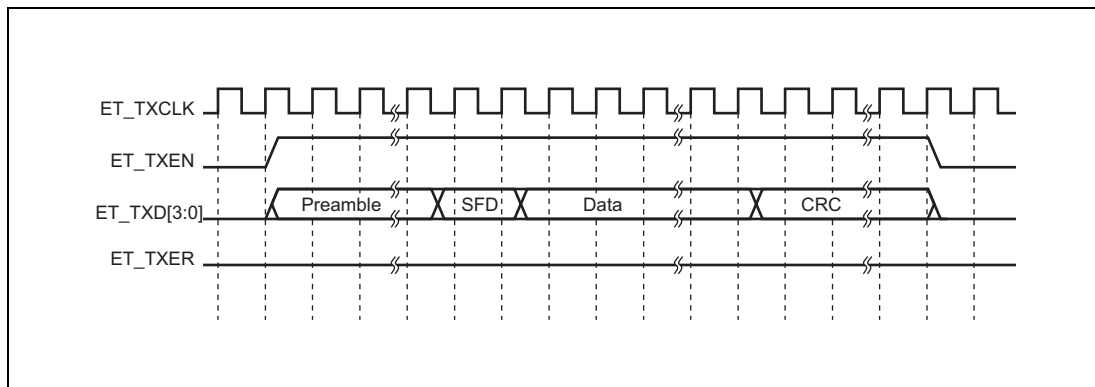 ET_TXCLK
ET_TXEN
ET_TXD[3:0]
Preamble
SFD
Data
CRC
ET_TXER